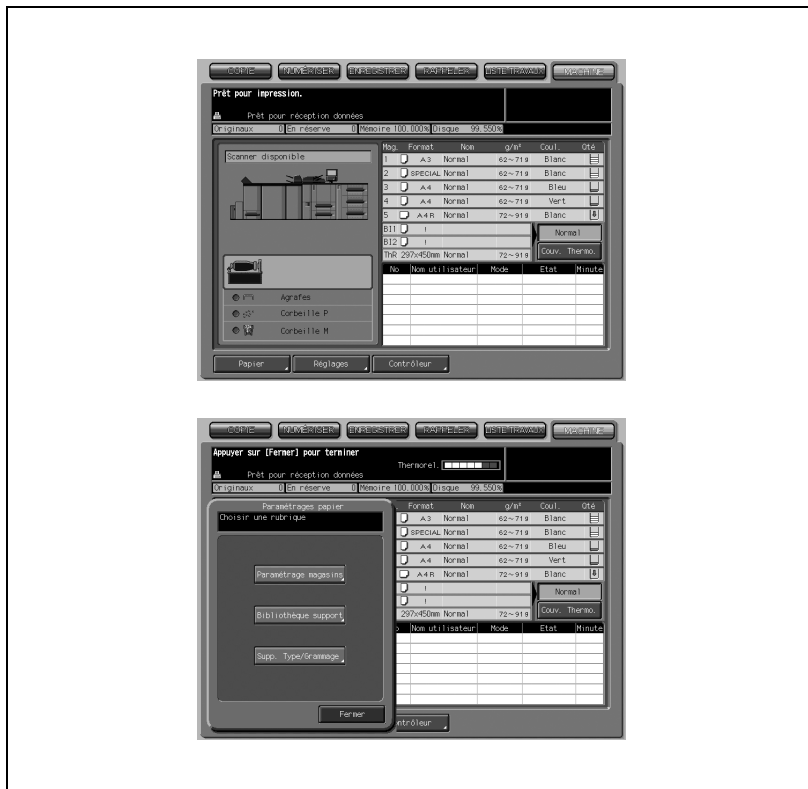 COPIE NUMÉRISER ENREGISTRER RAPPELER LISTE TRAVAUX MACHINE
Prêt pour impression.
Prêt pour réception données
Originaux 0 En réserve 0 Mémoire 100.000% Disque 99.550%
Scanner disponible
Mag. Format Nom g/m² Coul. Qté
1 A3 Normal 62~71g Blanc
2 SPECIAL Normal 62~71g Blanc
3 A4 Normal 62~71g Bleu
4 A4 Normal 62~71g Vert
5 A4R Normal 72~91g Blanc
BI1 !
BI2 !
ThR 297x450mm Normal 72~91g
Normal
Couv. Thermo.
No Nom utilisateur Mode Etat Minute
Agrafes
Corbeille P
Corbeille M
Papier Réglages Contrôleur
COPIE NUMÉRISER ENREGISTRER RAPPELER LISTE TRAVAUX MACHINE
Appuyer sur [Fermer] pour terminer
Thermorel.
Prêt pour réception données
Originaux 0 En réserve 0 Mémoire 100.000% Disque 99.550%
Paramétrages papier
Choisir une rubrique
Paramétrage magasins
Bibliothèque support
Supp. Type/Grammage
Fermer
Format Nom g/m² Coul. Qté
A3 Normal 62~71g Blanc
SPECIAL Normal 62~71g Blanc
A4 Normal 62~71g Bleu
A4 Normal 62~71g Vert
A4R Normal 72~91g Blanc
!
!
297x450mm Normal 72~91g
Normal
Couv. Thermo.
o Nom utilisateur Mode Etat Minute
ntrôleur